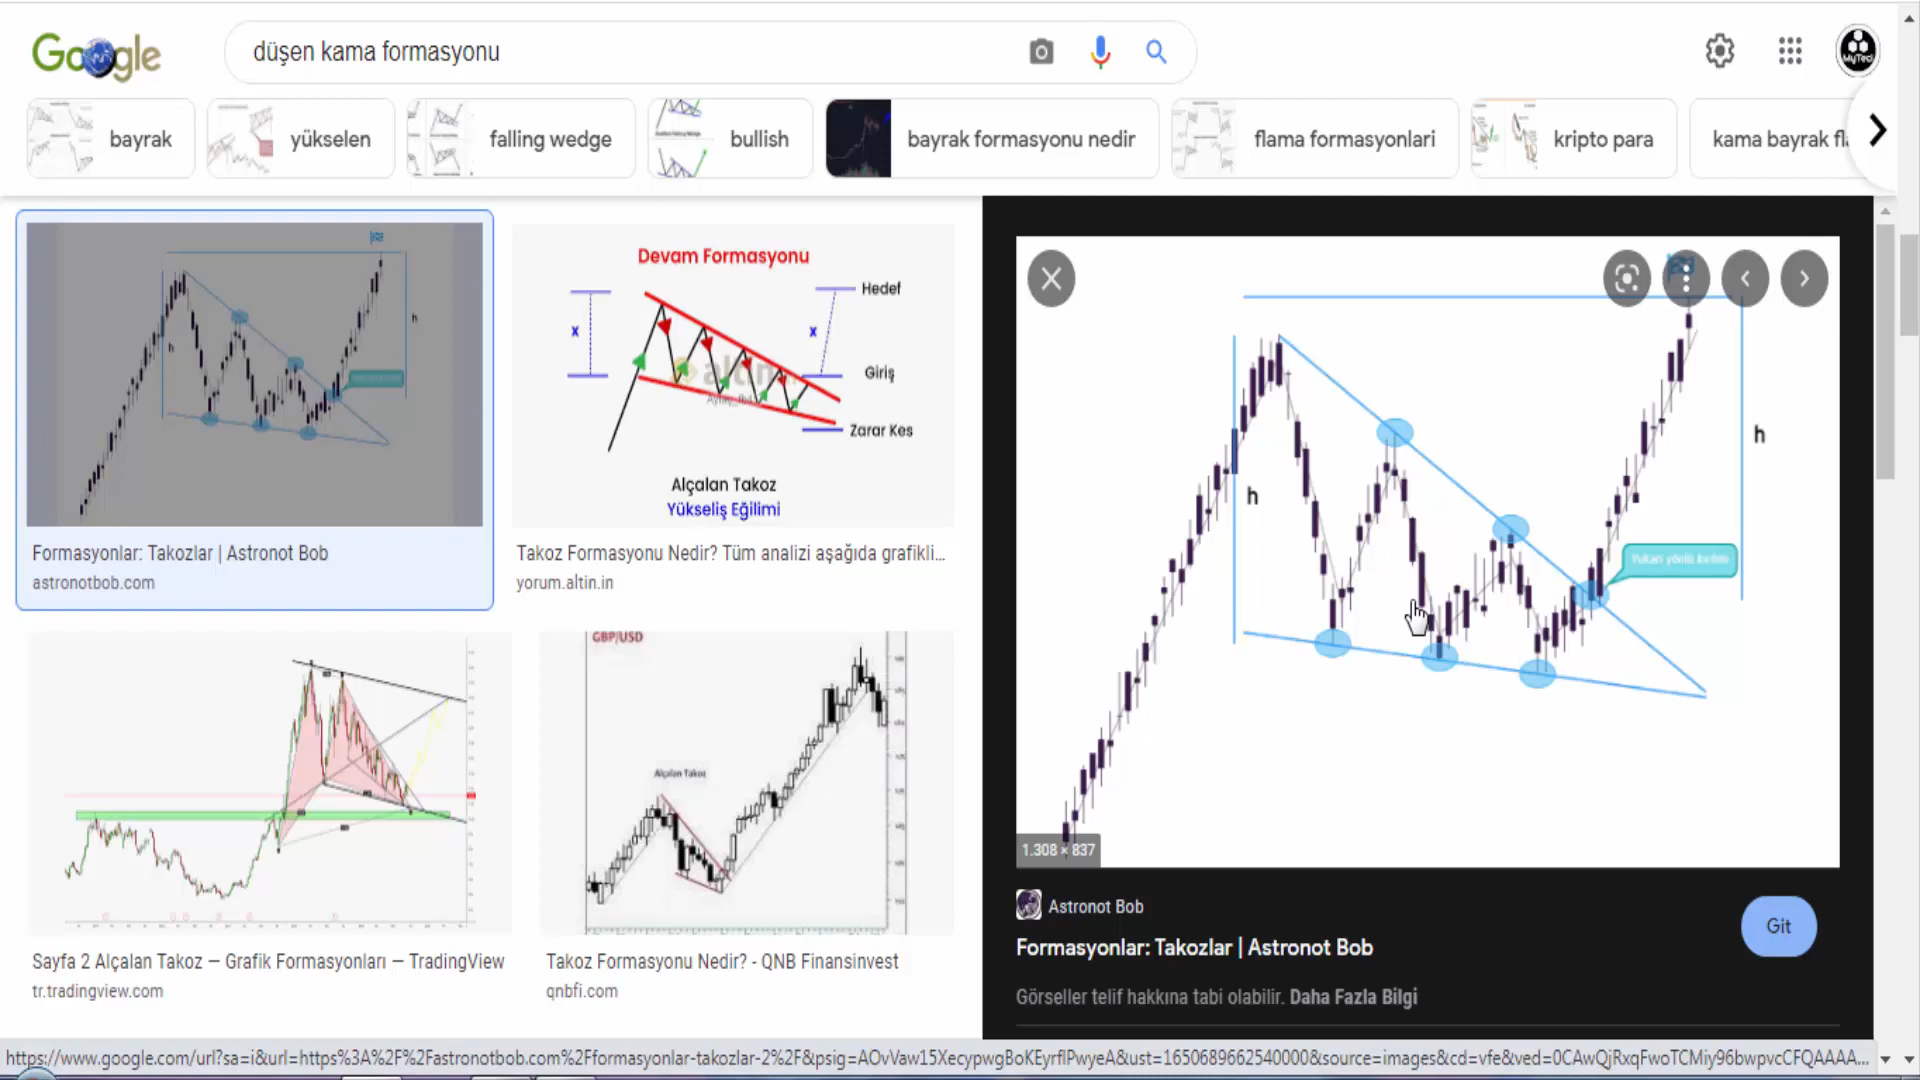 Google
düşen kama formasyonu
MyTecl
bayrak
yükselen
falling wedge
bullish
bayrak formasyonu nedir
flama formasyonlari
kripto para
kama bayrak fl
h
h
Formasyonlar: Takozlar | Astronot Bob
astronotbob.com
Devam Formasyonu
Hedef
x
x
Giriş
altın
Zarar Kes
Alçalan Takoz
Yükseliş Eğilimi
Takoz Formasyonu Nedir? Tüm analizi aşağıda grafikli...
yorum.altin.in
Sayfa 2 Alçalan Takoz — Grafik Formasyonları — TradingView
tr.tradingview.com
GBP/USD
Alçalan Takoz
Takoz Formasyonu Nedir? - QNB Finansinvest
qnbfi.com
h
h
Yukarı yönlü kırılım
1.308 × 837
Astronot Bob
Git
Formasyonlar: Takozlar | Astronot Bob
Görseller telif hakkına tabi olabilir. Daha Fazla Bilgi
https://www.google.com/url?sa=i&url=https%3A%2F%2Fastronotbob.com%2Fformasyonlar-takozlar-2%2F&psig=AOvVaw15XecypwgBoKEyrflPwyeA&ust=1650689662540000&source=images&cd=vfe&ved=0CAwQjRxqFwoTCMiy96bwpvcCFQAAAA...